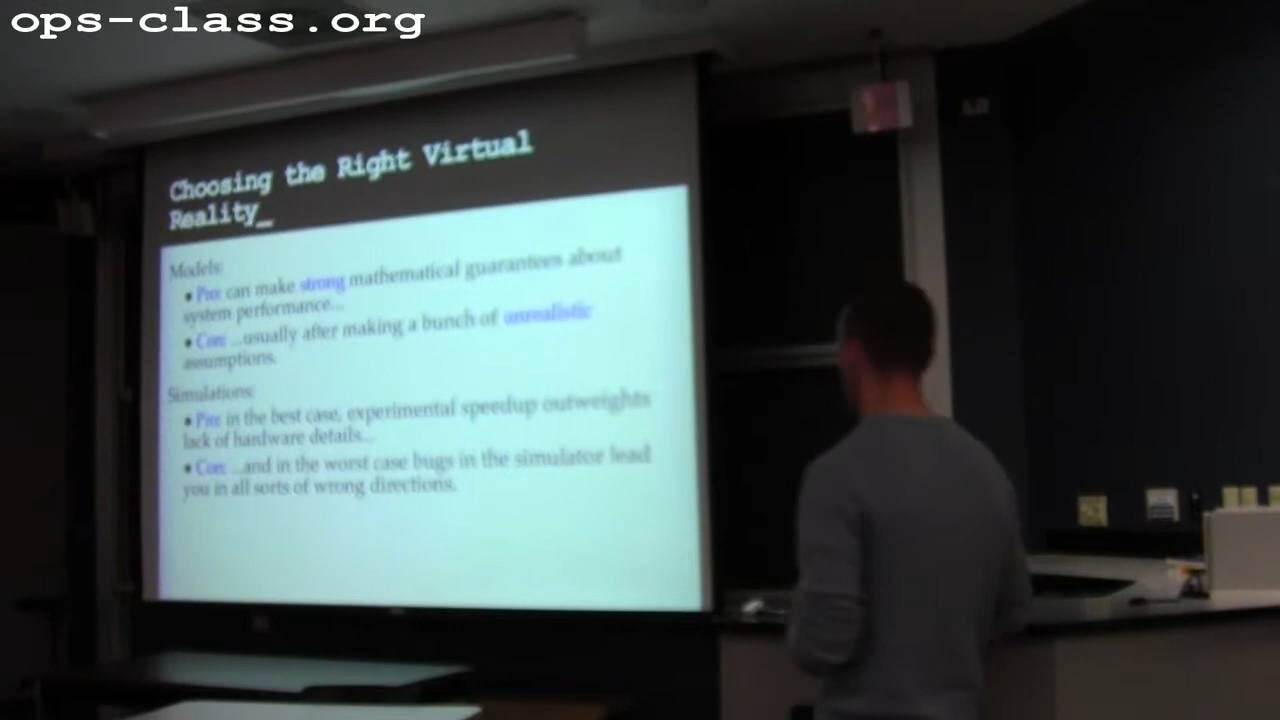 ops-class.org
Choosing the Right Virtual
Reality_
Models:
• Pro: can make strong mathematical guarantees about
system performance...
• Con: ...usually after making a bunch of unrealistic
assumptions.
Simulations:
• Pro: in the best case, experimental speedup outweights
lack of hardware details...
• Con: ...and in the worst case bugs in the simulator lead
you in all sorts of wrong directions.